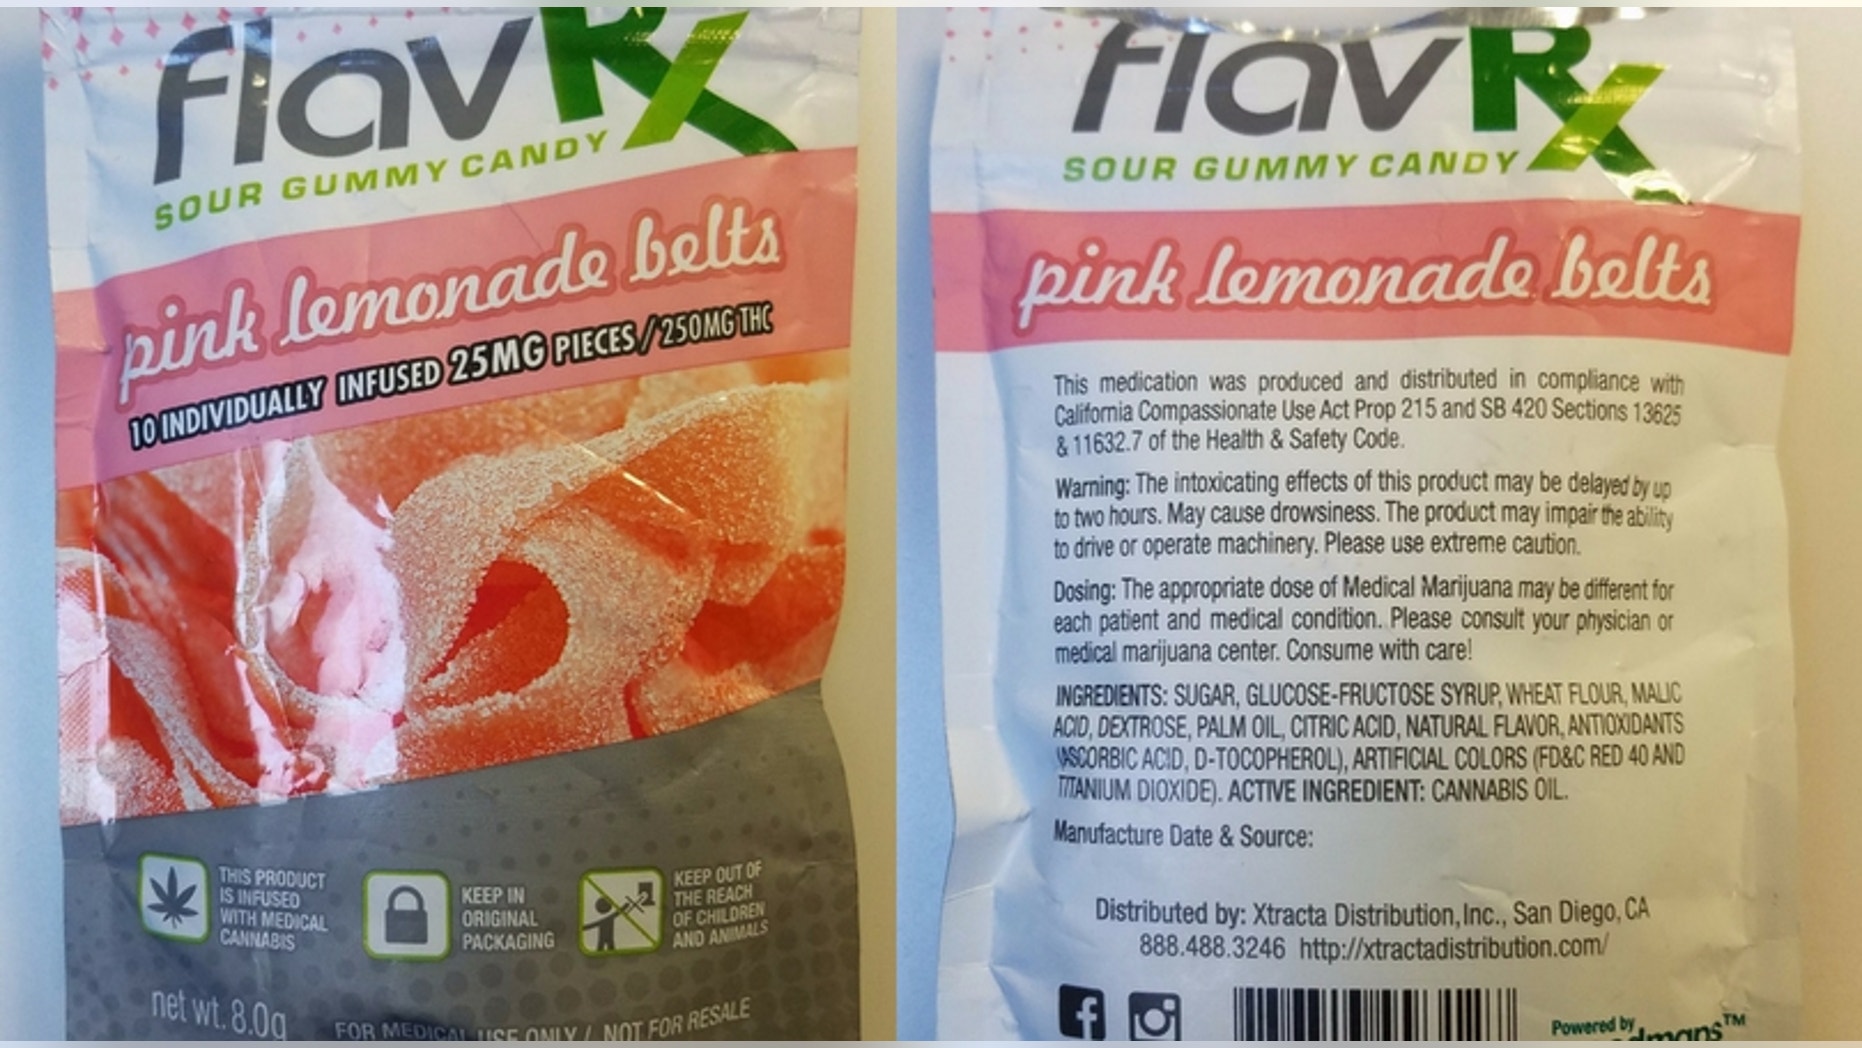 flavRx
SOUR GUMMY CANDY
pink lemonade belts
10 INDIVIDUALLY INFUSED 25MG PIECES / 250MG THC
THIS PRODUCT
IS INFUSED
WITH MEDICAL
CANNABIS
KEEP IN
ORIGINAL
PACKAGING
KEEP OUT OF
THE REACH
OF CHILDREN
AND ANIMALS
net wt. 8.0g
FOR MEDICAL USE ONLY / NOT FOR RESALE
flavRx
SOUR GUMMY CANDY
pink lemonade belts
This medication was produced and distributed in compliance with
California Compassionate Use Act Prop 215 and SB 420 Sections 13625
& 11632.7 of the Health & Safety Code.
Warning: The intoxicating effects of this product may be delayed by up
to two hours. May cause drowsiness. The product may impair the ability
to drive or operate machinery. Please use extreme caution.
Dosing: The appropriate dose of Medical Marijuana may be different for
each patient and medical condition. Please consult your physician or
medical marijuana center. Consume with care!
INGREDIENTS: SUGAR, GLUCOSE-FRUCTOSE SYRUP, WHEAT FLOUR, MALIC
ACID, DEXTROSE, PALM OIL, CITRIC ACID, NATURAL FLAVOR, ANTIOXIDANTS
(ASCORBIC ACID, D-TOCOPHEROL), ARTIFICIAL COLORS (FD&C RED 40 AND
TITANIUM DIOXIDE). ACTIVE INGREDIENT: CANNABIS OIL.
Manufacture Date & Source:
Distributed by: Xtracta Distribution, Inc., San Diego, CA
888.488.3246 http://xtractadistribution.com/
Powered by